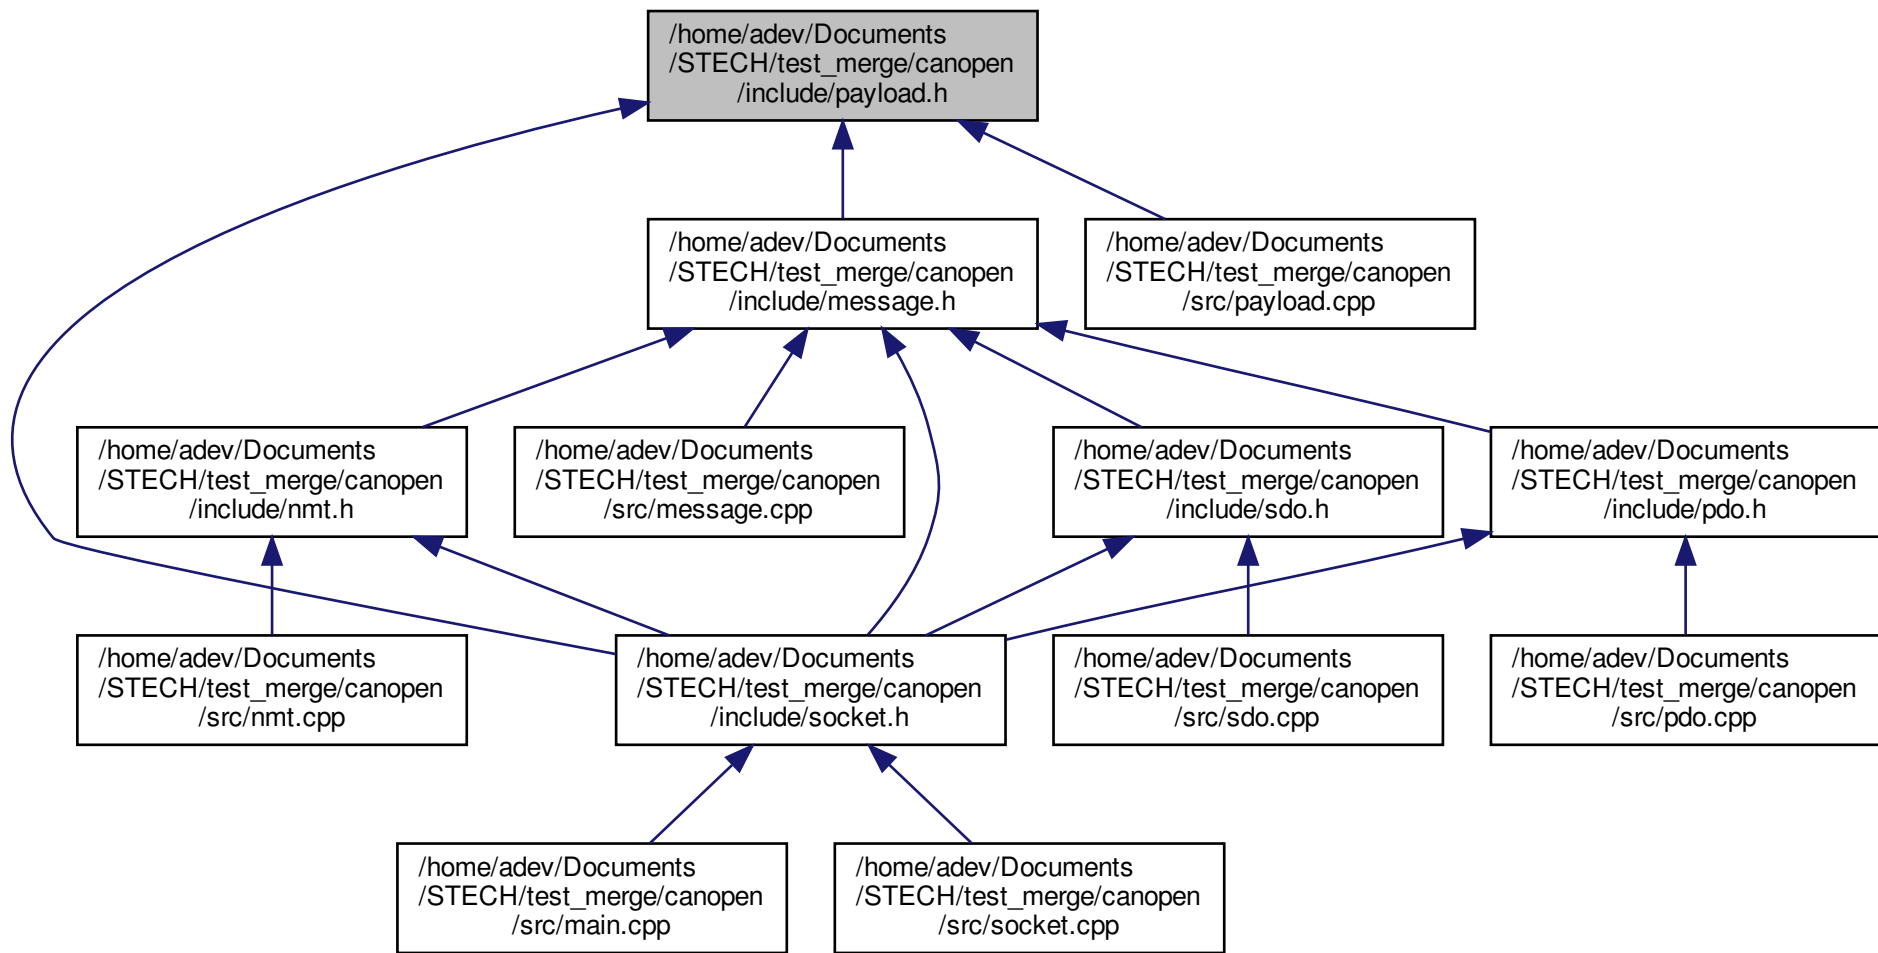 /home/adev/Documents
/STECH/test_merge/canopen
/include/payload.h
/home/adev/Documents
/STECH/test_merge/canopen
/include/message.h
/home/adev/Documents
/STECH/test_merge/canopen
/src/payload.cpp
/home/adev/Documents
/STECH/test_merge/canopen
/include/nmt.h
/home/adev/Documents
/STECH/test_merge/canopen
/src/message.cpp
/home/adev/Documents
/STECH/test_merge/canopen
/include/sdo.h
/home/adev/Documents
/STECH/test_merge/canopen
/include/pdo.h
/home/adev/Documents
/STECH/test_merge/canopen
/src/nmt.cpp
/home/adev/Documents
/STECH/test_merge/canopen
/include/socket.h
/home/adev/Documents
/STECH/test_merge/canopen
/src/sdo.cpp
/home/adev/Documents
/STECH/test_merge/canopen
/src/pdo.cpp
/home/adev/Documents
/STECH/test_merge/canopen
/src/main.cpp
/home/adev/Documents
/STECH/test_merge/canopen
/src/socket.cpp